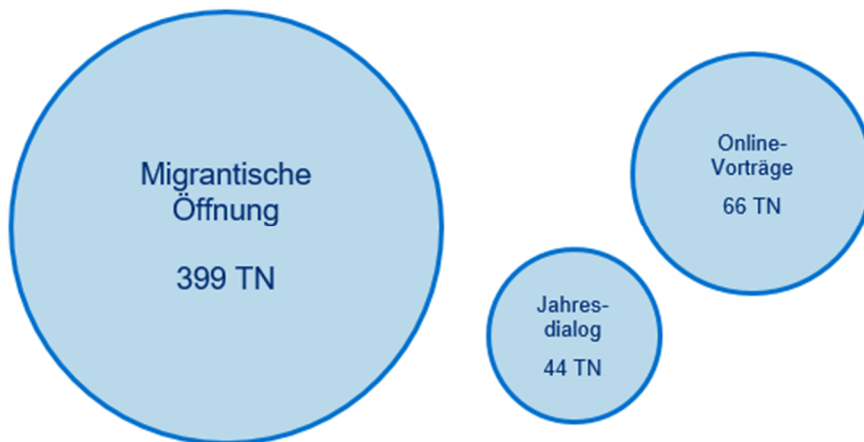 Migrantische
Öffnung
399 TN
Online-
Vorträge
66 TN
Jahres-
dialog
44 TN